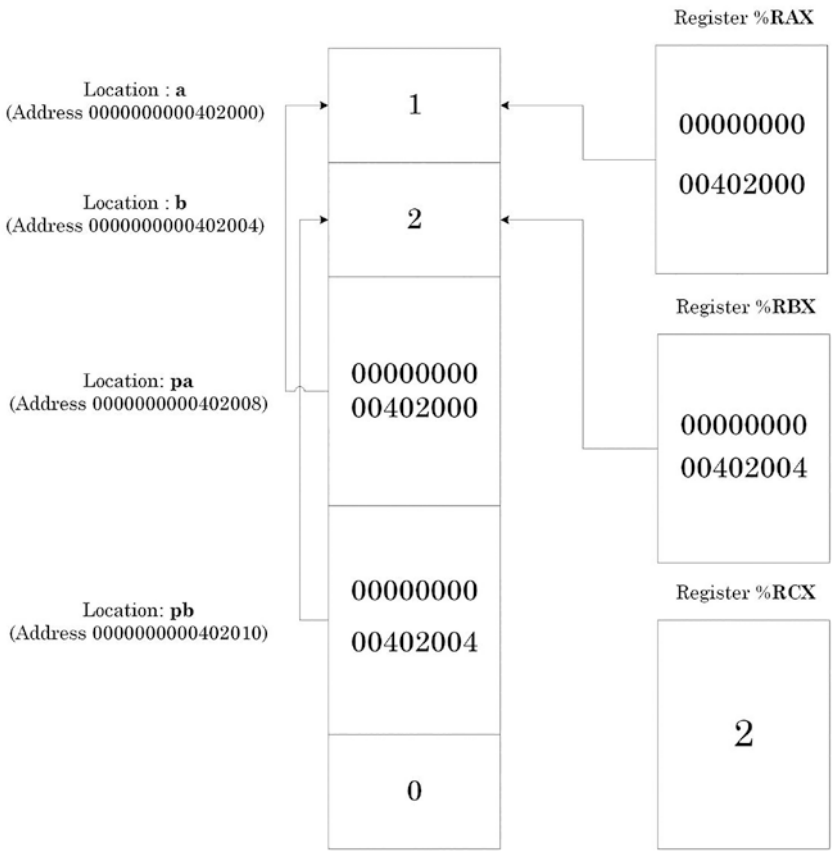 Register %RAX
Location : a
(Address 0000000000402000)
1
00000000
00402000
Location : b
(Address 0000000000402004)
2
Register %RBX
Location: pa
(Address 0000000000402008)
00000000
00402000
00000000
00402004
Location: pb
(Address 0000000000402010)
00000000
00402004
Register %RCX
2
0